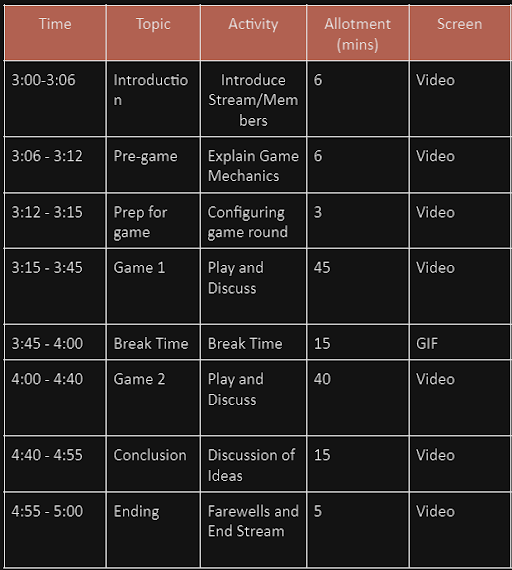 Time Topic Activity Allotment (mins) Screen
3:00-3:06 Introduction Introduce Stream/Members 6 Video
3:06 - 3:12 Pre-game Explain Game Mechanics 6 Video
3:12 - 3:15 Prep for game Configuring game round 3 Video
3:15 - 3:45 Game 1 Play and Discuss 45 Video
3:45 - 4:00 Break Time Break Time 15 GIF
4:00 - 4:40 Game 2 Play and Discuss 40 Video
4:40 - 4:55 Conclusion Discussion of Ideas 15 Video
4:55 - 5:00 Ending Farewells and End Stream 5 Video